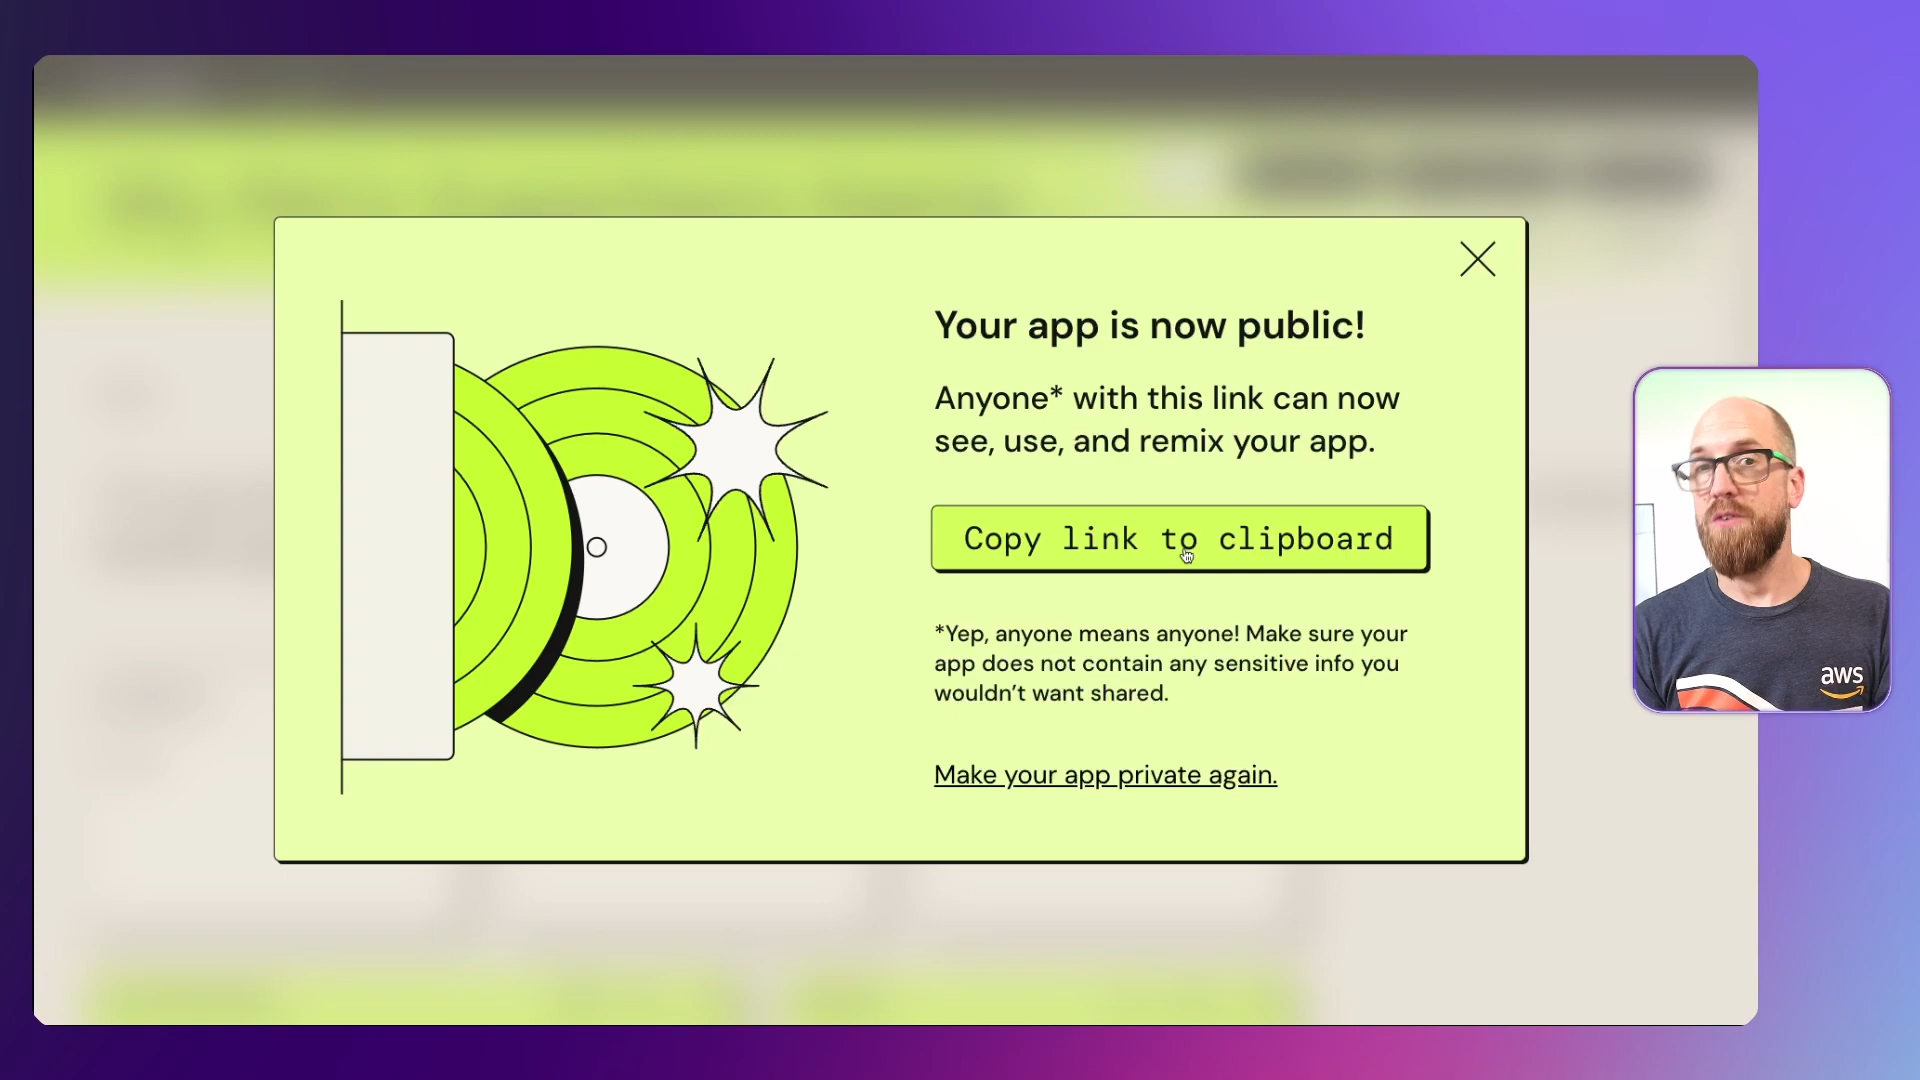 Your app is now public!
Anyone* with this link can now
see, use, and remix your app.
Copy link to clipboard
*Yep, anyone means anyone! Make sure your
app does not contain any sensitive info you
wouldn’t want shared.
Make your app private again.
aws